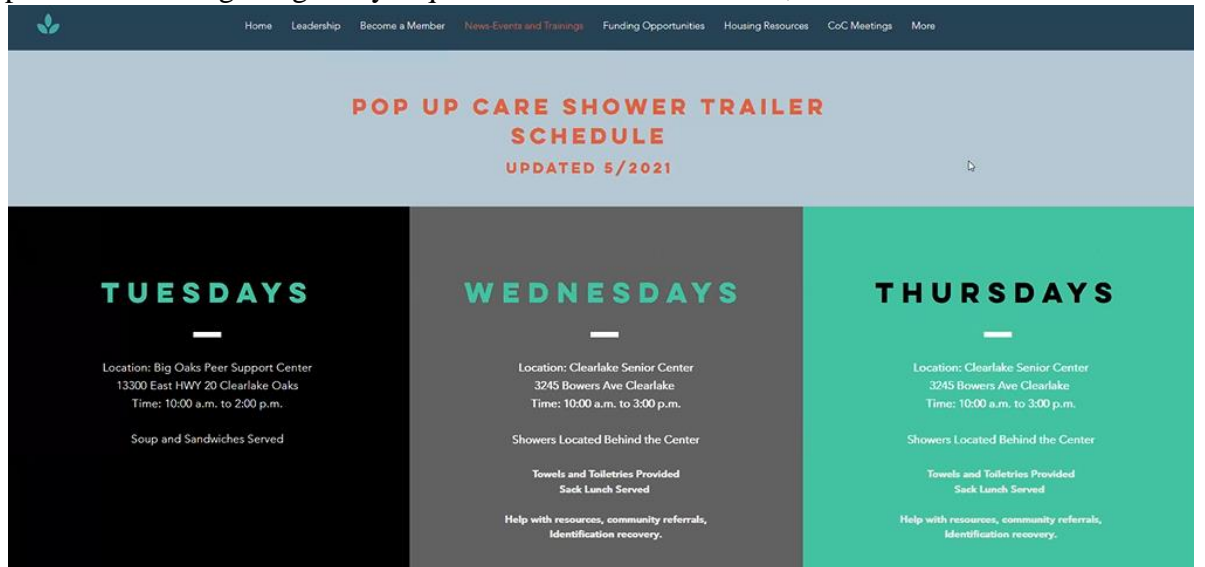 Home Leadership Become a Member News-Events and Trainings Funding Opportunities Housing Resources CoC Meetings More
POP UP CARE SHOWER TRAILER
SCHEDULE
UPDATED 5/2021
TUESDAYS
Location: Big Oaks Peer Support Center
13300 East HWY 20 Clearlake Oaks
Time: 10:00 a.m. to 2:00 p.m.
Soup and Sandwiches Served
WEDNESDAYS
Location: Clearlake Senior Center
3245 Bowers Ave Clearlake
Time: 10:00 a.m. to 3:00 p.m.
Showers Located Behind the Center
Towels and Toiletries Provided
Sack Lunch Served
Help with resources, community referrals,
Identification recovery.
THURSDAYS
Location: Clearlake Senior Center
3245 Bowers Ave Clearlake
Time: 10:00 a.m. to 3:00 p.m.
Showers Located Behind the Center
Towels and Toiletries Provided
Sack Lunch Served
Help with resources, community referrals,
Identification recovery.